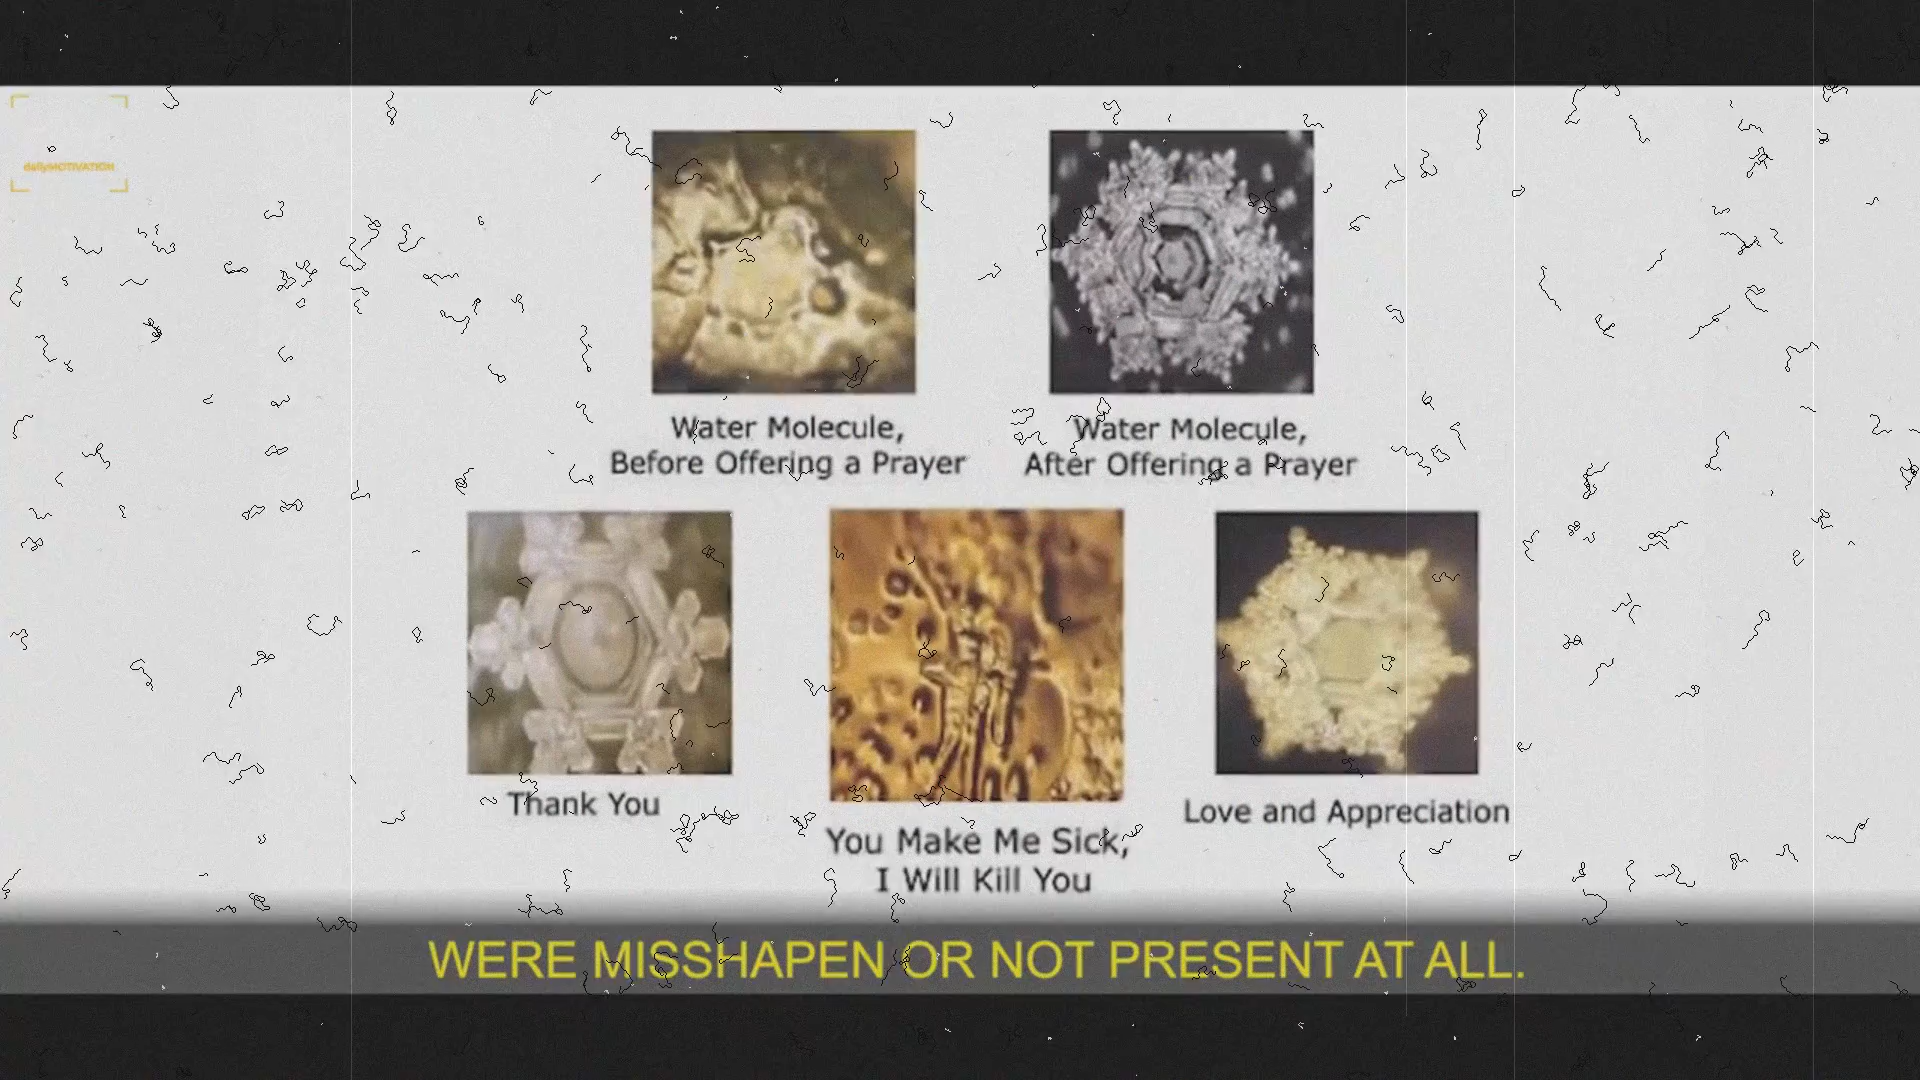 dailyMOTIVATION
Water Molecule,
Before Offering a Prayer
Water Molecule,
After Offering a Prayer
Thank You
You Make Me Sick,
I Will Kill You
Love and Appreciation
WERE MISSHAPEN OR NOT PRESENT AT ALL.